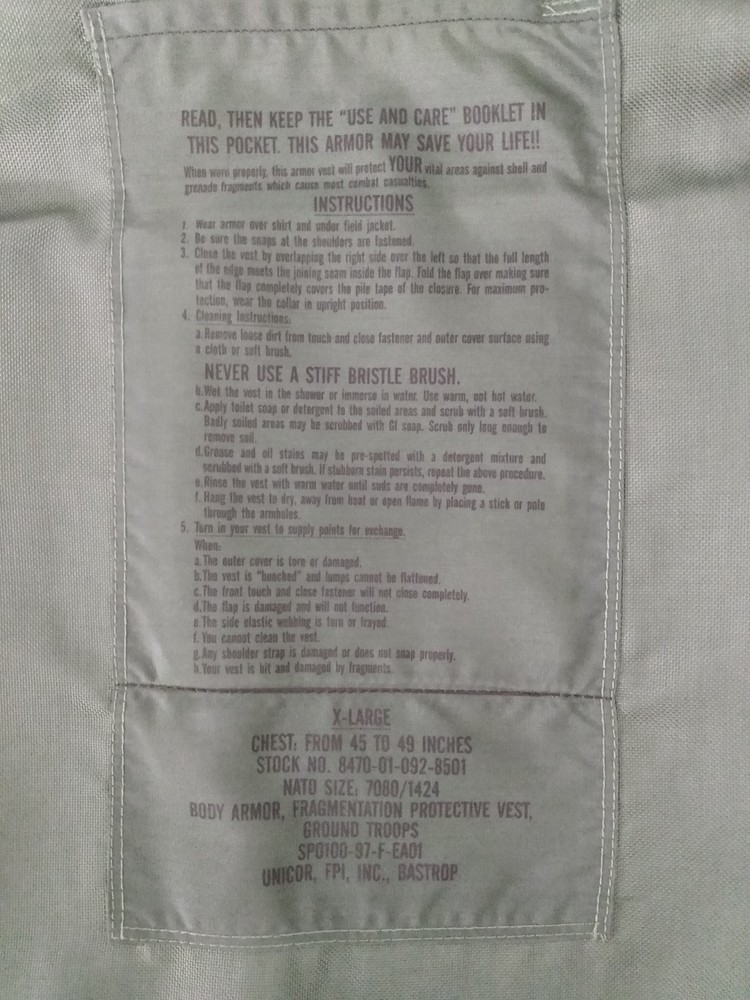 READ, THEN KEEP THE "USE AND CARE" BOOKLET IN
THIS POCKET. THIS ARMOR MAY SAVE YOUR LIFE!!
When worn properly, this armor vest will protect YOUR vital areas against shell and
grenade fragments which cause most combat casualties.
INSTRUCTIONS
1. Wear armor over shirt and under field jacket.
2. Be sure the snaps at the shoulders are fastened.
3. Close the vest by overlapping the right side over the left so that the full length
of the edge meets the joining seam inside the flap. Fold the flap over making sure
that the flap completely covers the pile tape of the closure. For maximum pro-
tection, wear the collar in upright position.
4. Cleaning Instructions:
a. Remove loose dirt from touch and close fastener and outer cover surface using
a cloth or soft brush.
NEVER USE A STIFF BRISTLE BRUSH.
b. Wet the vest in the shower or immerse in water. Use warm, not hot water.
c. Apply toilet soap or detergent to the soiled areas and scrub with a soft brush.
Badly soiled areas may be scrubbed with GI soap. Scrub only long enough to
remove soil.
d. Grease and oil stains may be pre-spotted with a detergent mixture and
scrubbed with a soft brush. If stubborn stain persists, repeat the above procedure.
e. Rinse the vest with warm water until suds are completely gone.
f. Hang the vest to dry, away from heat or open flame by placing a stick or pole
through the armholes.
5. Turn in your vest to supply points for exchange.
When:
a. The outer cover is torn or damaged.
b. The vest is "bunched" and lumps cannot be flattened.
c. The front touch and close fastener will not close completely.
d. The flap is damaged and will not function.
e. The side elastic webbing is torn or frayed.
f. You cannot clean the vest.
g. Any shoulder strap is damaged or does not snap properly.
h. Your vest is hit and damaged by fragments.
X-LARGE
CHEST: FROM 45 TO 49 INCHES
STOCK NO. 8470-01-092-8501
NATO SIZE: 7080/1424
BODY ARMOR, FRAGMENTATION PROTECTIVE VEST,
GROUND TROOPS
SPO100-97-F-EA01
UNICOR, FPI, INC., BASTROP